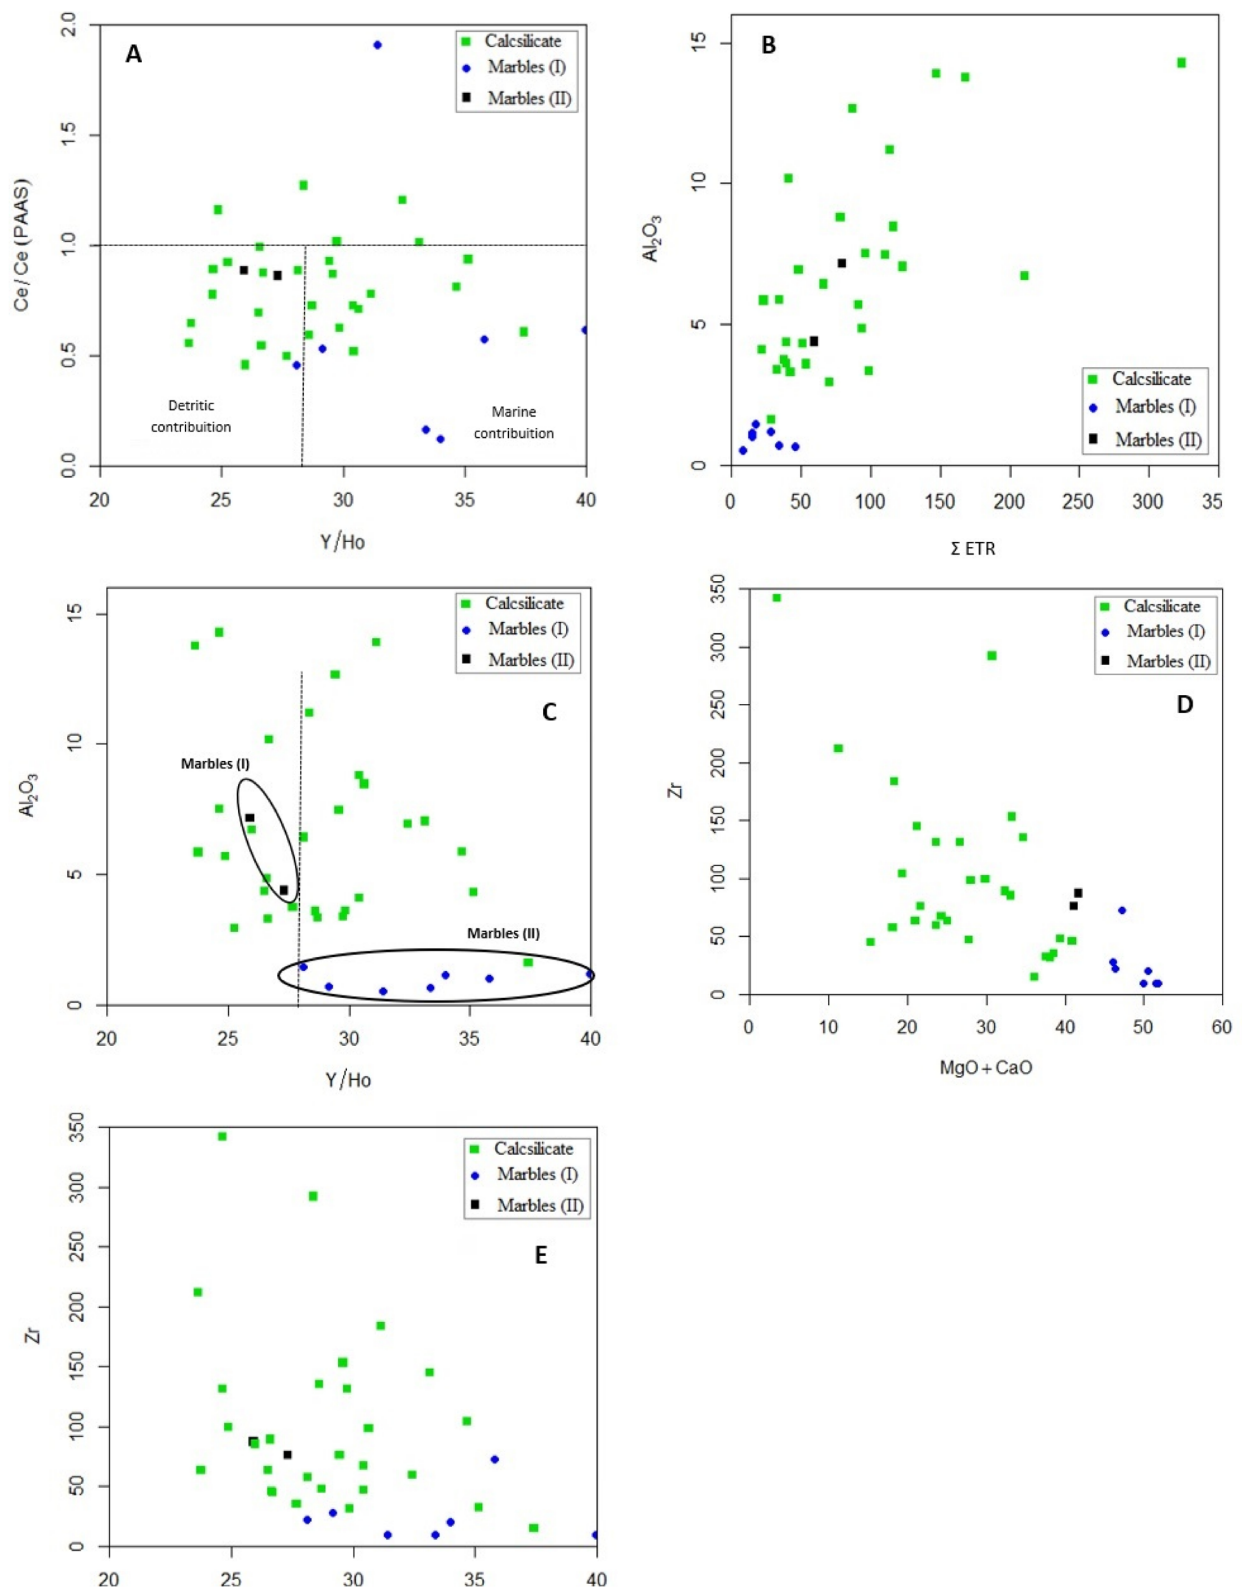 A
Calcsilicate
Marbles (I)
Marbles (II)
2.0
1.5
1.0
0.5
0.0
Ce/Ce (PAAS)
Detritic
contribuition
Marine
contribuition
20 25 30 35 40
Y/Ho
B
15
10
5
0
Al2O3
Calcsilicate
Marbles (I)
Marbles (II)
0 50 100 150 200 250 300 35
Σ ETR
Calcsilicate
Marbles (I)
Marbles (II)
C
15
10
5
0
Al2O3
Marbles (I)
Marbles (II)
20 25 30 35 40
Y/Ho
Calcsilicate
Marbles (I)
Marbles (II)
D
350
300
250
200
150
100
50
0
Zr
0 10 20 30 40 50 60
MgO+CaO
Calcsilicate
Marbles (I)
Marbles (II)
E
350
300
250
200
150
100
50
0
Zr
20 25 30 35 40